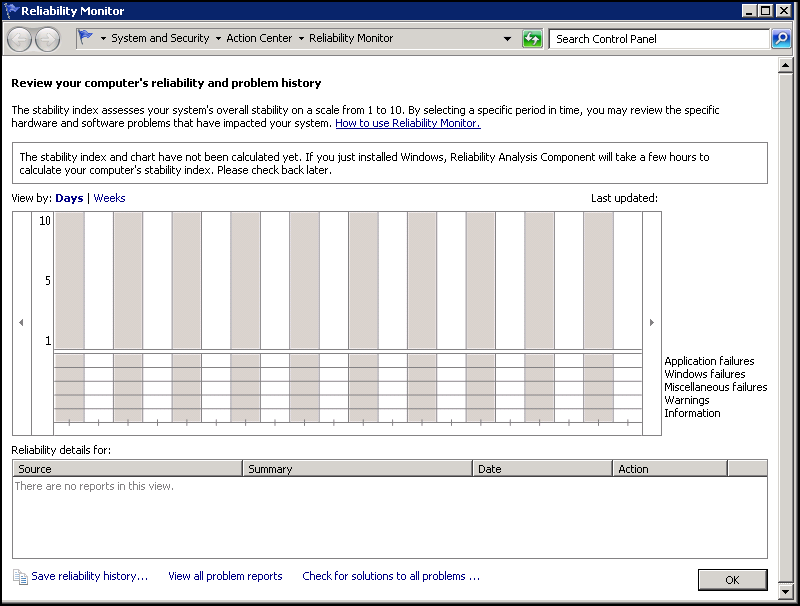 Reliability Monitor
System and Security Action Center Reliability Monitor Search Control Panel
Review your computer's reliability and problem history
The stability index assesses your system's overall stability on a scale from 1 to 10. By selecting a specific period in time, you may review the specific
hardware and software problems that have impacted your system. How to use Reliability Monitor.
The stability index and chart have not been calculated yet. If you just installed Windows, Reliability Analysis Component will take a few hours to
calculate your computer's stability index. Please check back later.
View by: Days | Weeks Last updated:
10
5
1
Application failures
Windows failures
Miscellaneous failures
Warnings
Information
Reliability details for:
Source Summary Date Action
There are no reports in this view.
Save reliability history... View all problem reports Check for solutions to all problems ... OK